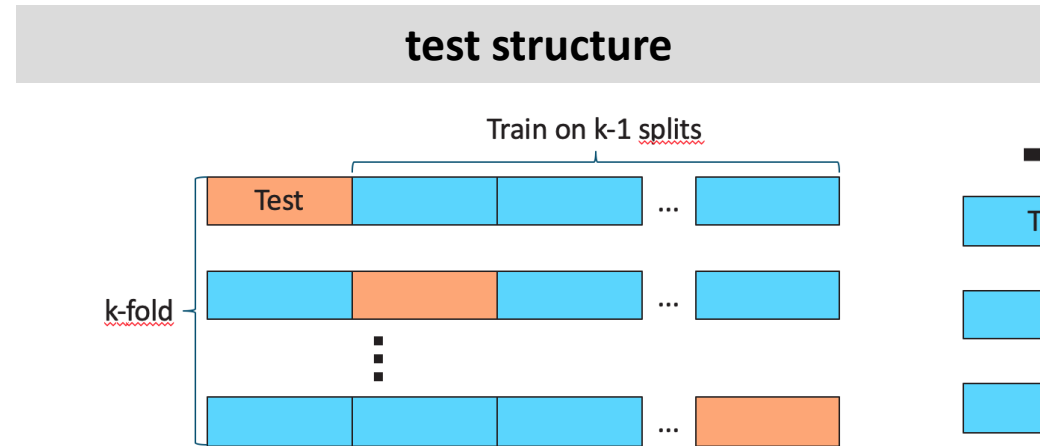 test structure
Train on k-1 splits
Test
...
k-fold
...
...